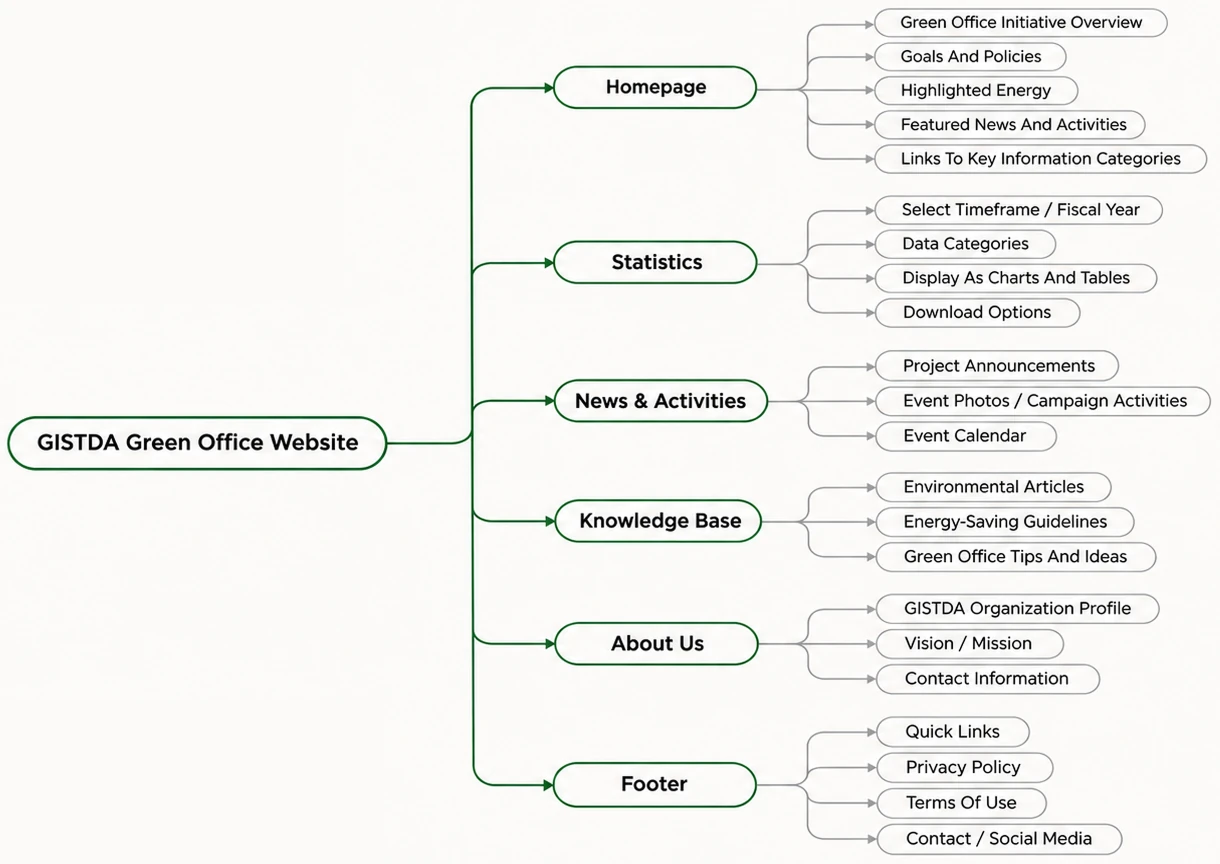 GISTDA Green Office Website
Homepage
Green Office Initiative Overview
Goals And Policies
Highlighted Energy
Featured News And Activities
Links To Key Information Categories
Statistics
Select Timeframe / Fiscal Year
Data Categories
Display As Charts And Tables
Download Options
News & Activities
Project Announcements
Event Photos / Campaign Activities
Event Calendar
Knowledge Base
Environmental Articles
Energy-Saving Guidelines
Green Office Tips And Ideas
About Us
GISTDA Organization Profile
Vision / Mission
Contact Information
Footer
Quick Links
Privacy Policy
Terms Of Use
Contact / Social Media